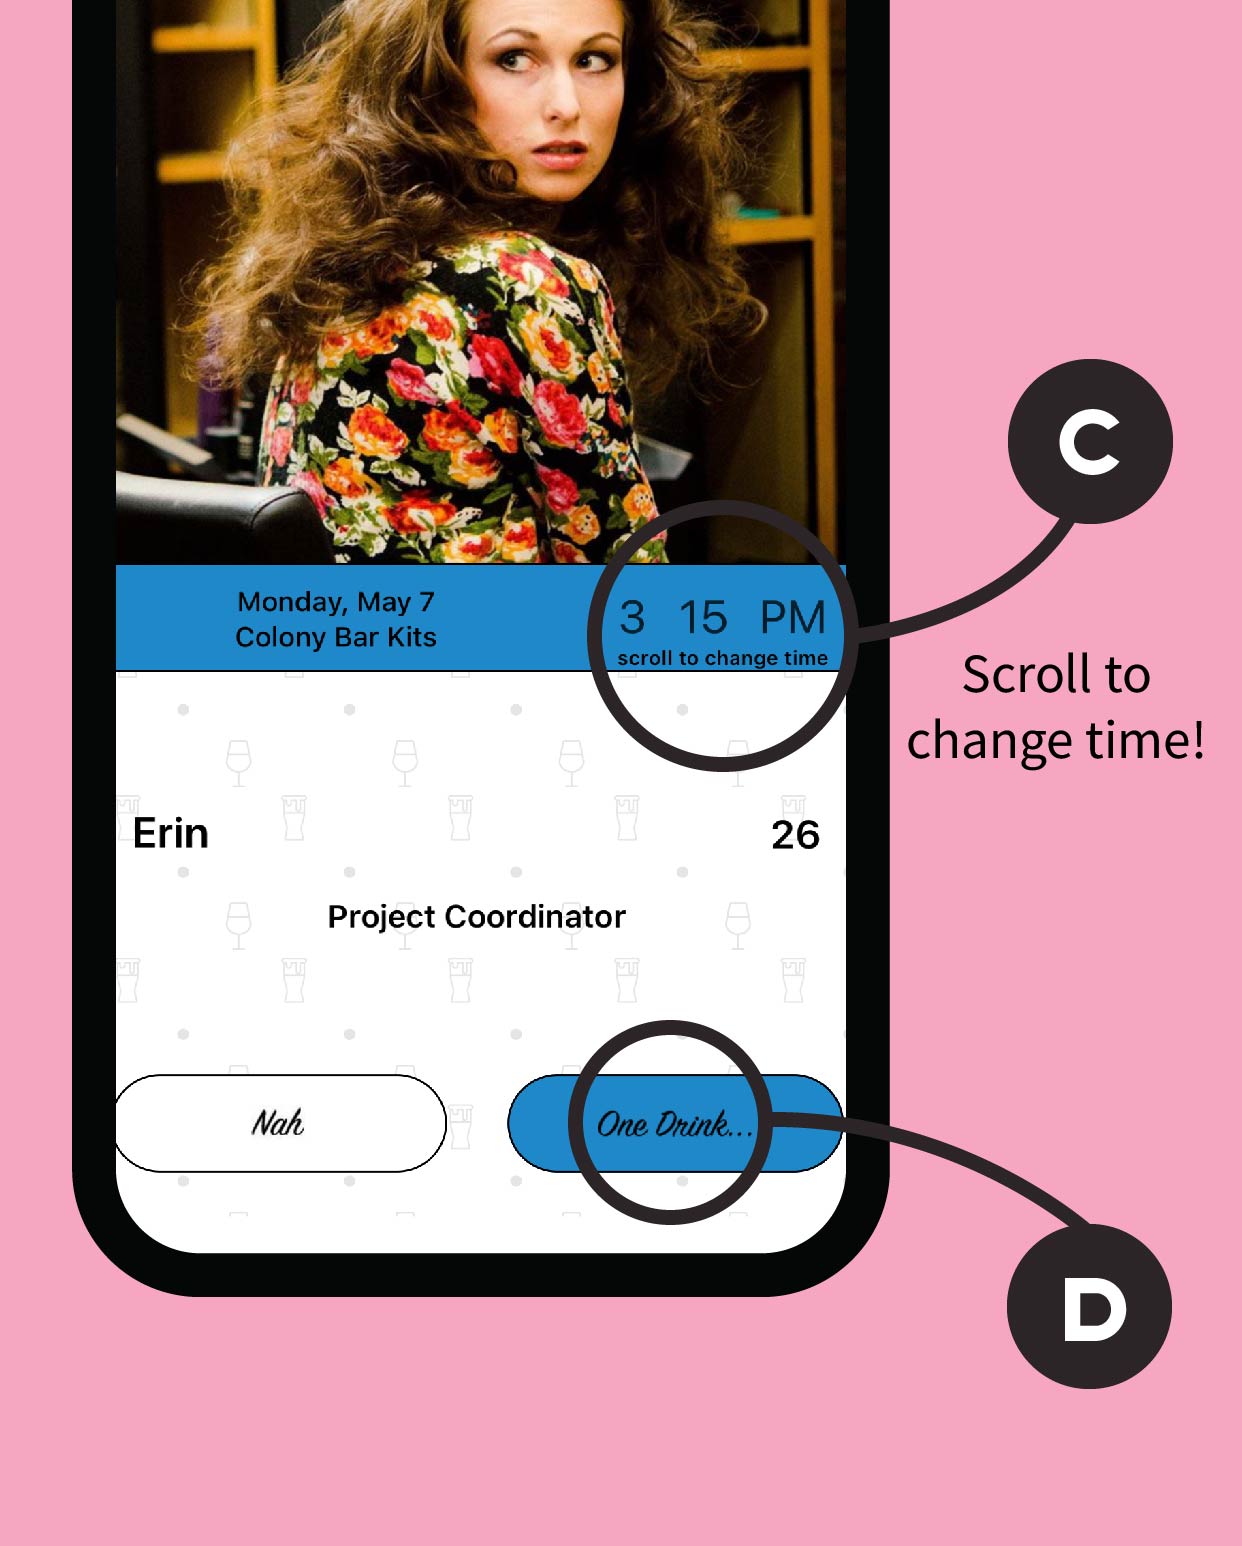 C
Monday, May 7
Colony Bar Kits
3 15 PM
scroll to change time
Scroll to
change time!
Erin
26
Project Coordinator
Nah
One Drink...
D